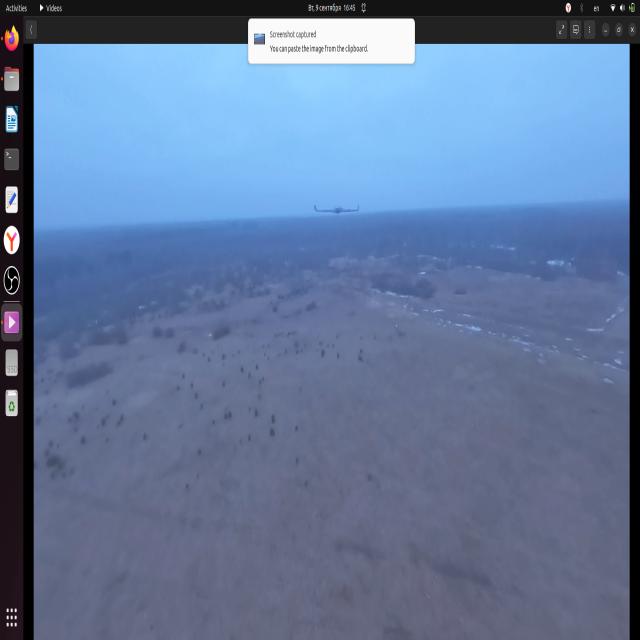 Activities Videos Вт, 9 сентября 16:45 en
Screenshot captured
You can paste the image from the clipboard.